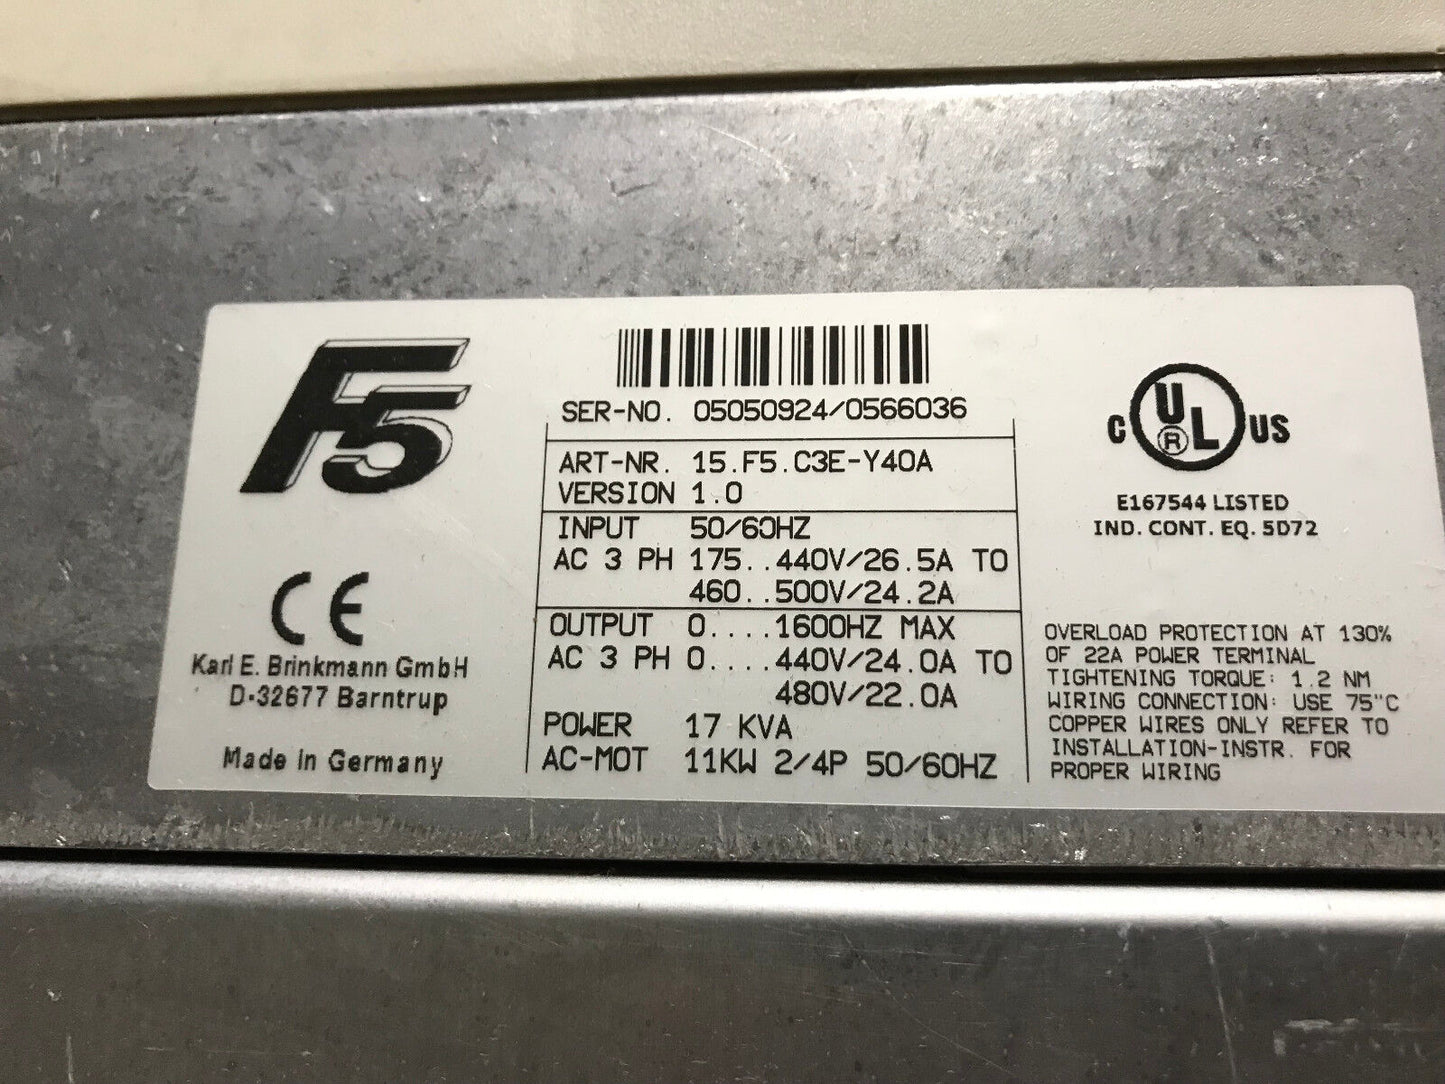 F5
SER-NO. 05050924/0566036
ART-NR. 15.F5.C3E-Y40A
VERSION 1.0
INPUT 50/60HZ
AC 3 PH 175..440V/26.5A TO
460..500V/24.2A
OUTPUT 0....1600HZ MAX
AC 3 PH 0....440V/24.0A TO
480V/22.0A
POWER 17 KVA
AC-MOT 11KW 2/4P 50/60HZ
CE
Karl E. Brinkmann GmbH
D-32677 Barntrup
Made in Germany
C UL® US
E167544 LISTED
IND. CONT. EQ. 5D72
OVERLOAD PROTECTION AT 130%
OF 22A POWER TERMINAL
TIGHTENING TORQUE: 1.2 NM
WIRING CONNECTION: USE 75"C
COPPER WIRES ONLY REFER TO
INSTALLATION-INSTR. FOR
PROPER WIRING